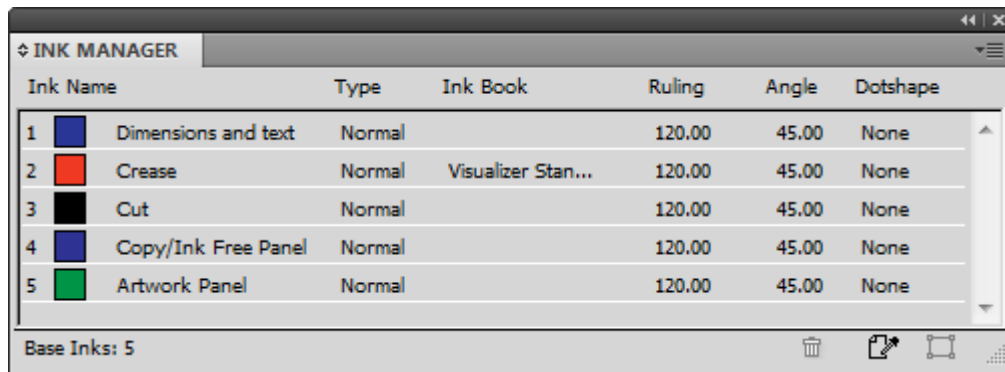 INK MANAGER
Ink Name Type Ink Book Ruling Angle Dotshape
1 Dimensions and text Normal 120.00 45.00 None
2 Crease Normal Visualizer Stan... 120.00 45.00 None
3 Cut Normal 120.00 45.00 None
4 Copy/Ink Free Panel Normal 120.00 45.00 None
5 Artwork Panel Normal 120.00 45.00 None
Base Inks: 5